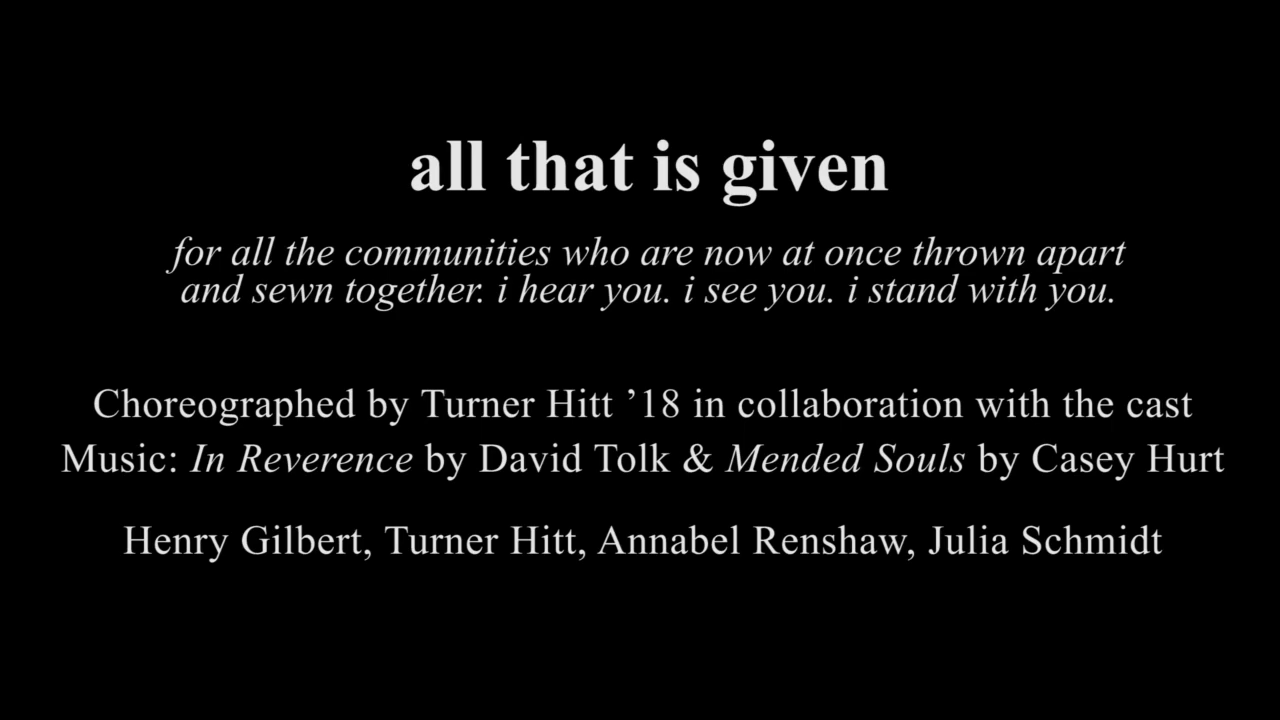 all that is given
for all the communities who are now at once thrown apart
and sewn together. i hear you. i see you. i stand with you.
Choreographed by Turner Hitt ’18 in collaboration with the cast
Music: In Reverence by David Tolk & Mended Souls by Casey Hurt
Henry Gilbert, Turner Hitt, Annabel Renshaw, Julia Schmidt